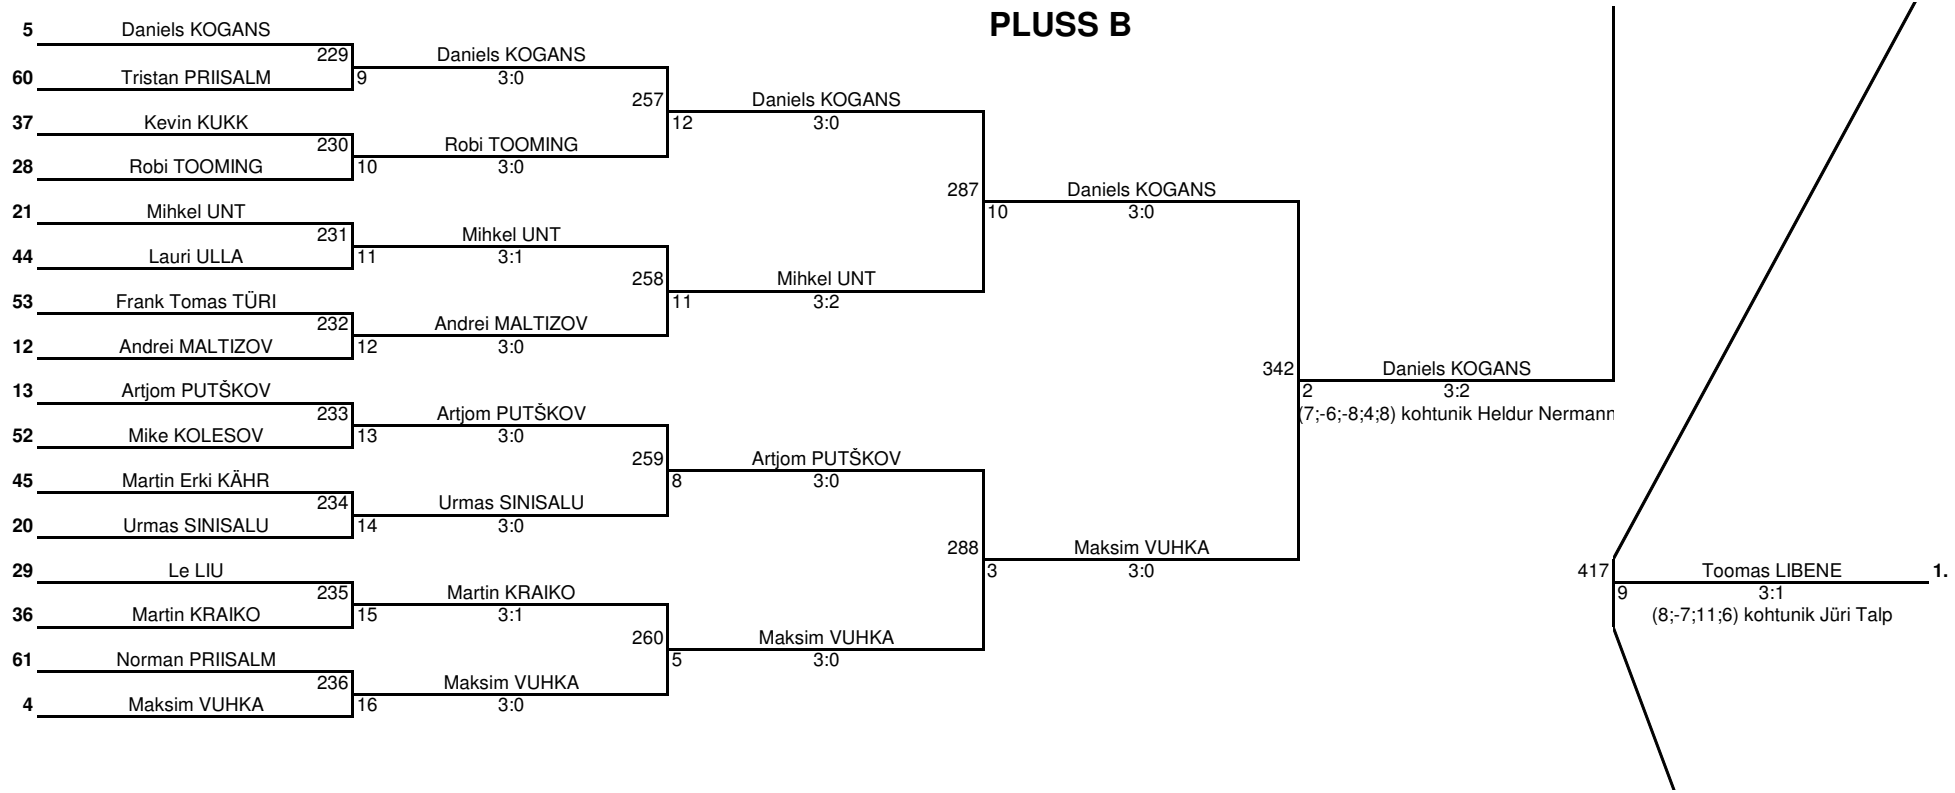 PLUSS B
5 Daniels KOGANS
229 Daniels KOGANS
60 Tristan PRIISALM 9 3:0
257 Daniels KOGANS
37 Kevin KUKK 12 3:0
230 Robi TOOMING
28 Robi TOOMING 10 3:0
287 Daniels KOGANS
21 Mihkel UNT 10 3:0
231 Mihkel UNT
44 Lauri ULLA 11 3:1
258 Mihkel UNT
53 Frank Tomas TÜRI 11 3:2
232 Andrei MALTIZOV
12 Andrei MALTIZOV 12 3:0
342 Daniels KOGANS
13 Artjom PUTŠKOV 2 3:2
233 Artjom PUTŠKOV (7;-6;-8;4;8) kohtunik Heldur Nermann
52 Mike KOLESOV 13 3:0
259 Artjom PUTŠKOV
45 Martin Erki KÄHR 8 3:0
234 Urmas SINISALU
20 Urmas SINISALU 14 3:0
288 Maksim VUHKA
29 Le LIU 3 3:0 417 Toomas LIBENE 1.
235 Martin KRAIKO 9 3:1
36 Martin KRAIKO 15 3:1 (8;-7;11;6) kohtunik Jüri Talp
260 Maksim VUHKA
61 Norman PRIISALM 5 3:0
236 Maksim VUHKA
4 Maksim VUHKA 16 3:0